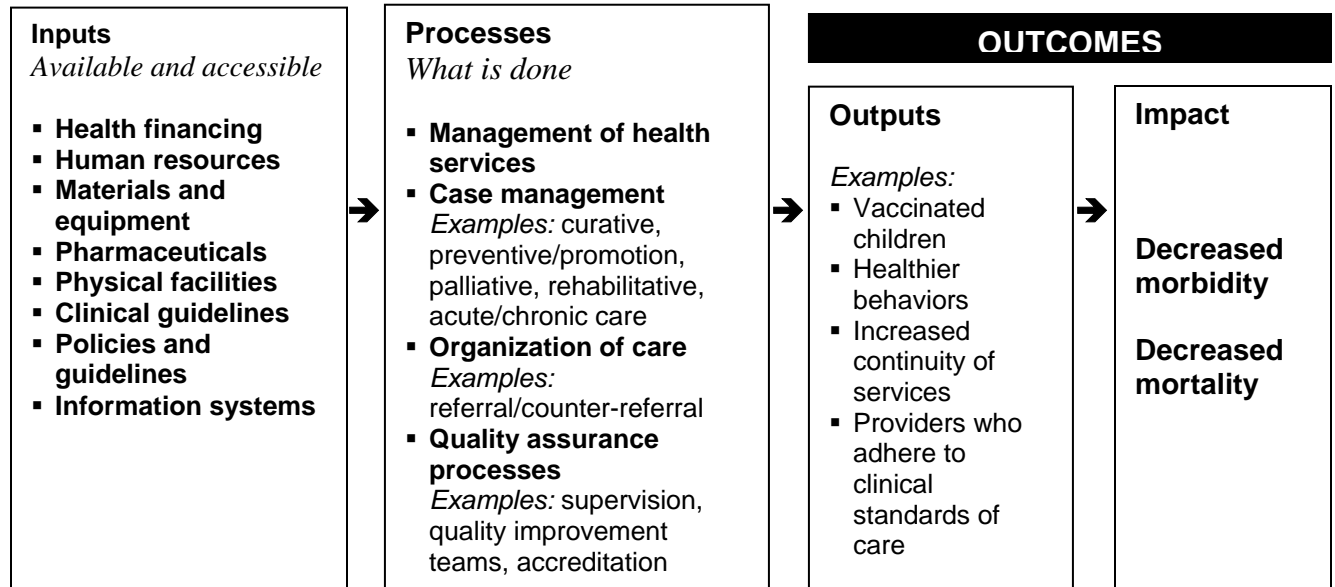 Inputs
Available and accessible
▪ Health financing
▪ Human resources
▪ Materials and
equipment
▪ Pharmaceuticals
▪ Physical facilities
▪ Clinical guidelines
▪ Policies and
guidelines
▪ Information systems
Processes
What is done
▪ Management of health
services
▪ Case management
Examples: curative,
preventive/promotion,
palliative, rehabilitative,
acute/chronic care
▪ Organization of care
Examples:
referral/counter-referral
▪ Quality assurance
processes
Examples: supervision,
quality improvement
teams, accreditation
OUTCOMES
Outputs
Examples:
▪ Vaccinated
children
▪ Healthier
behaviors
▪ Increased
continuity of
services
▪ Providers who
adhere to
clinical
standards of
care
Impact
Decreased
morbidity
Decreased
mortality